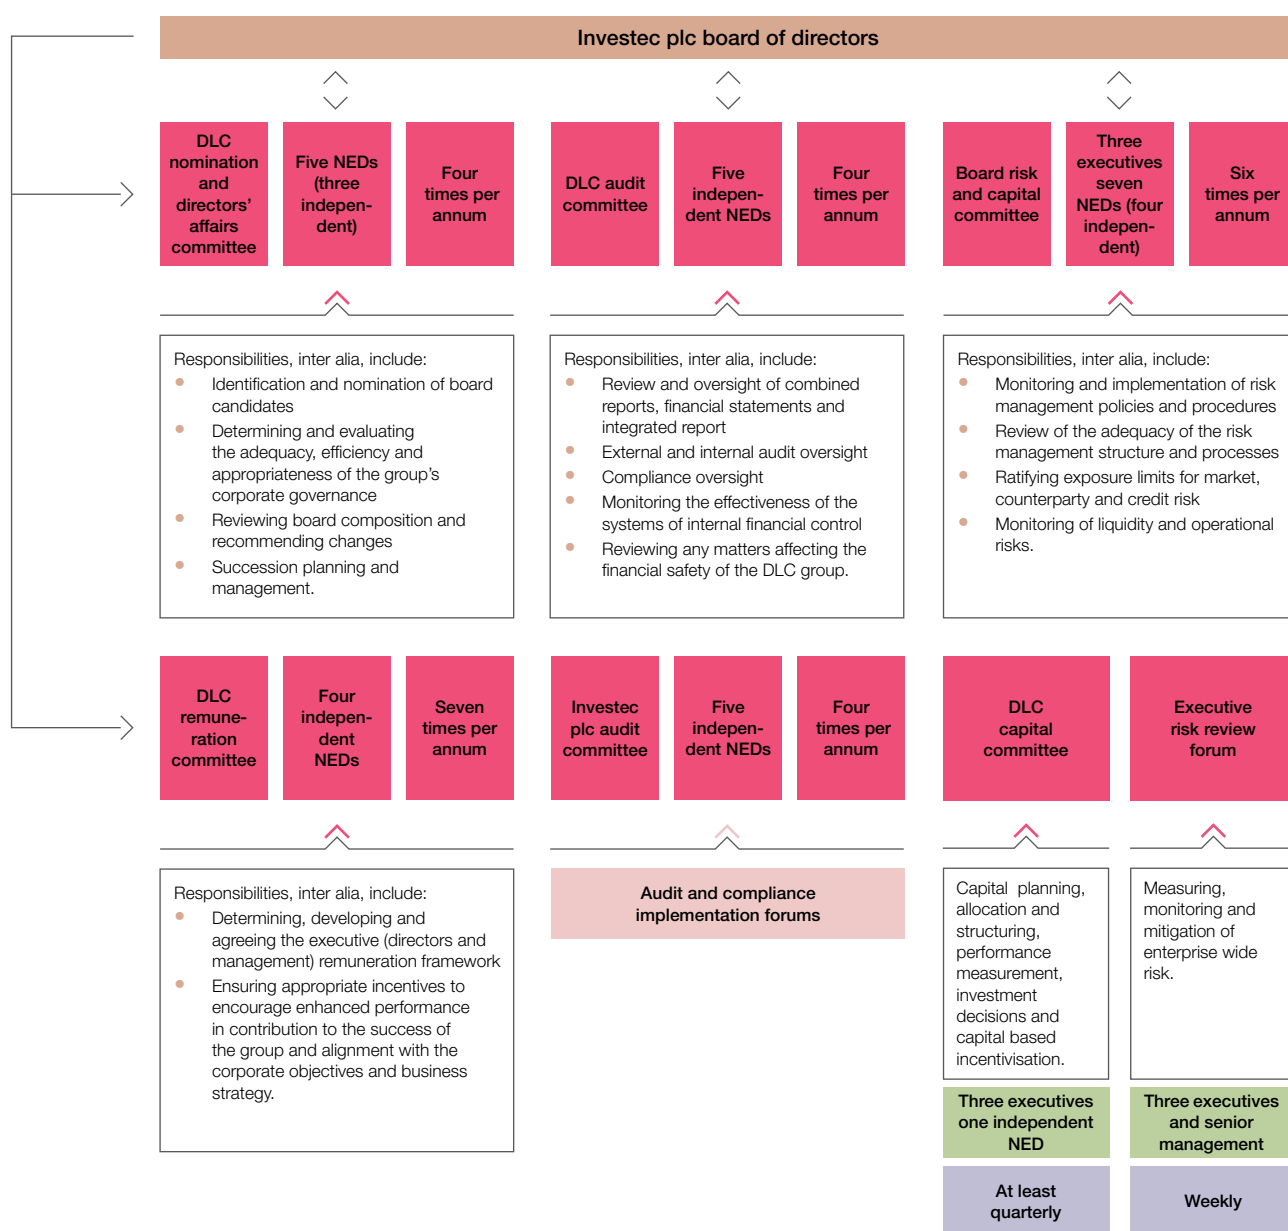 Investec plc board of directors
DLC
nomination
and
directors’
affairs
committee
Five NEDs
(three
indepen-
dent)
Four
times per
annum
DLC audit
committee
Five
indepen-
dent NEDs
Four
times per
annum
Board risk
and capital
committee
Three
executives
seven
NEDs (four
indepen-
dent)
Six
times per
annum
Responsibilities, inter alia, include:
• Identification and nomination of board
candidates
• Determining and evaluating
the adequacy, efficiency and
appropriateness of the group’s
corporate governance
• Reviewing board composition and
recommending changes
• Succession planning and
management.
Responsibilities, inter alia, include:
• Review and oversight of combined
reports, financial statements and
integrated report
• External and internal audit oversight
• Compliance oversight
• Monitoring the effectiveness of the
systems of internal financial control
• Reviewing any matters affecting the
financial safety of the DLC group.
Responsibilities, inter alia, include:
• Monitoring and implementation of risk
management policies and procedures
• Review of the adequacy of the risk
management structure and processes
• Ratifying exposure limits for market,
counterparty and credit risk
• Monitoring of liquidity and operational
risks.
DLC
remune-
ration
committee
Four
indepen-
dent
NEDs
Seven
times per
annum
Investec
plc audit
committee
Five
indepen-
dent NEDs
Four
times per
annum
DLC
capital
committee
Executive
risk review
forum
Responsibilities, inter alia, include:
• Determining, developing and
agreeing the executive (directors and
management) remuneration framework
• Ensuring appropriate incentives to
encourage enhanced performance
in contribution to the success of
the group and alignment with the
corporate objectives and business
strategy.
Audit and compliance
implementation forums
Capital planning,
allocation and
structuring,
performance
measurement,
investment
decisions and
capital based
incentivisation.
Three executives
one independent
NED
At least
quarterly
Measuring,
monitoring and
mitigation of
enterprise wide
risk.
Three executives
and senior
management
Weekly